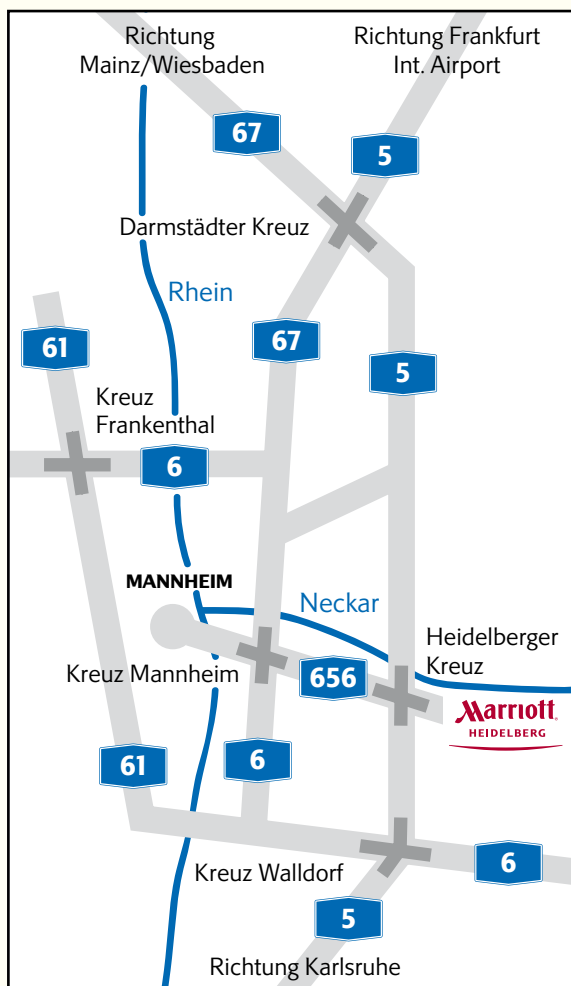 Richtung
Mainz/Wiesbaden
Richtung Frankfurt
Int. Airport
67
5
Darmstädter Kreuz
Rhein
61
67
5
Kreuz
Frankenthal
6
MANNHEIM
Neckar
Heidelberger
Kreuz
Kreuz Mannheim
656
Marriott®
HEIDELBERG
61
6
Kreuz Walldorf
6
5
Richtung Karlsruhe